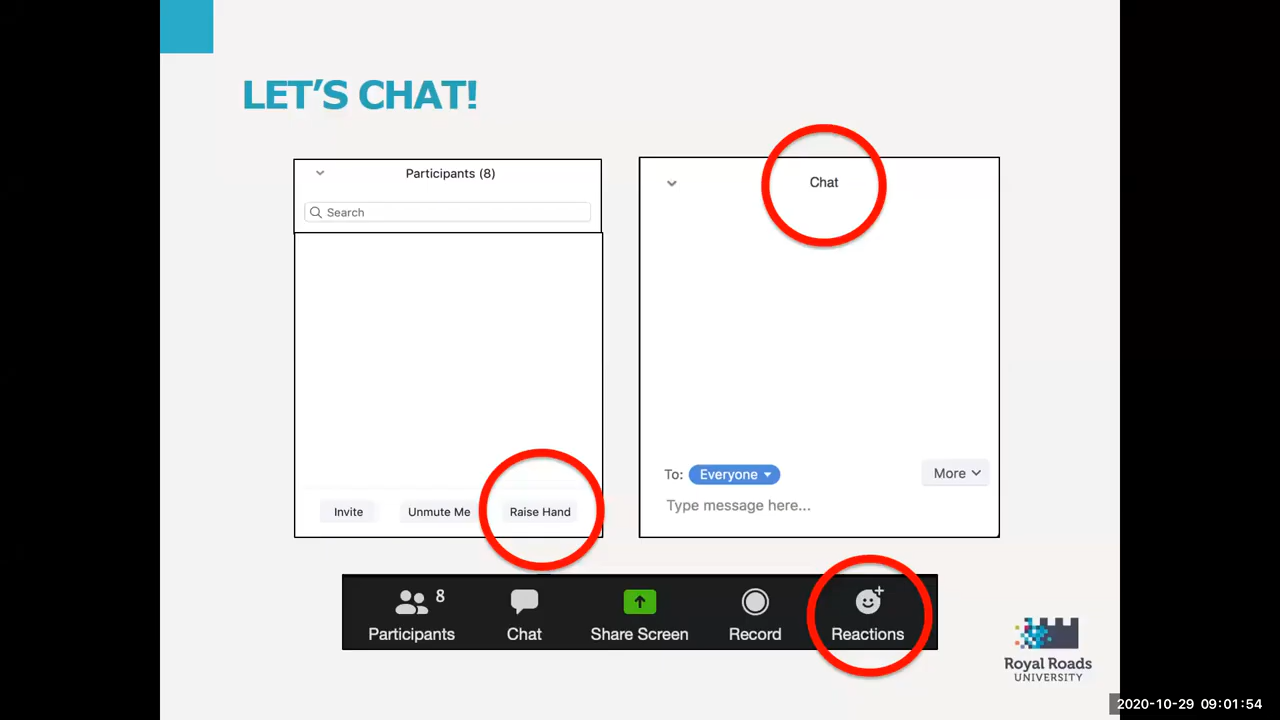 LET’S CHAT!
Participants (8)
Search
Invite
Unmute Me
Raise Hand
Chat
To: Everyone
More
Type message here...
8
Participants
Chat
Share Screen
Record
Reactions
Royal Roads
UNIVERSITY
2020-10-29 09:01:54